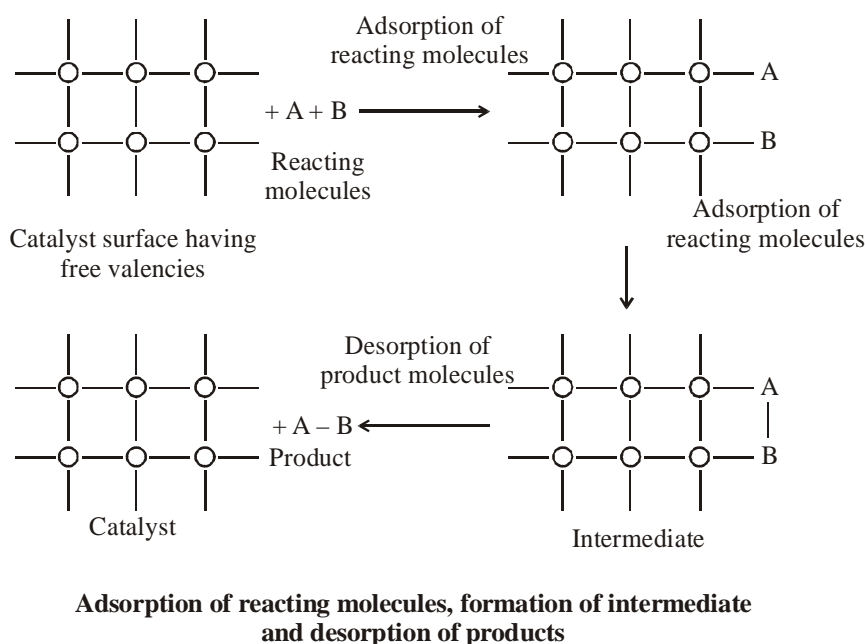 Adsorption of
reacting molecules
A
+ A + B
B
Reacting
molecules
Adsorption of
reacting molecules
Catalyst surface having
free valencies
Desorption of
product molecules
A
+ A – B
B
Product
Catalyst
Intermediate
Adsorption of reacting molecules, formation of intermediate
and desorption of products